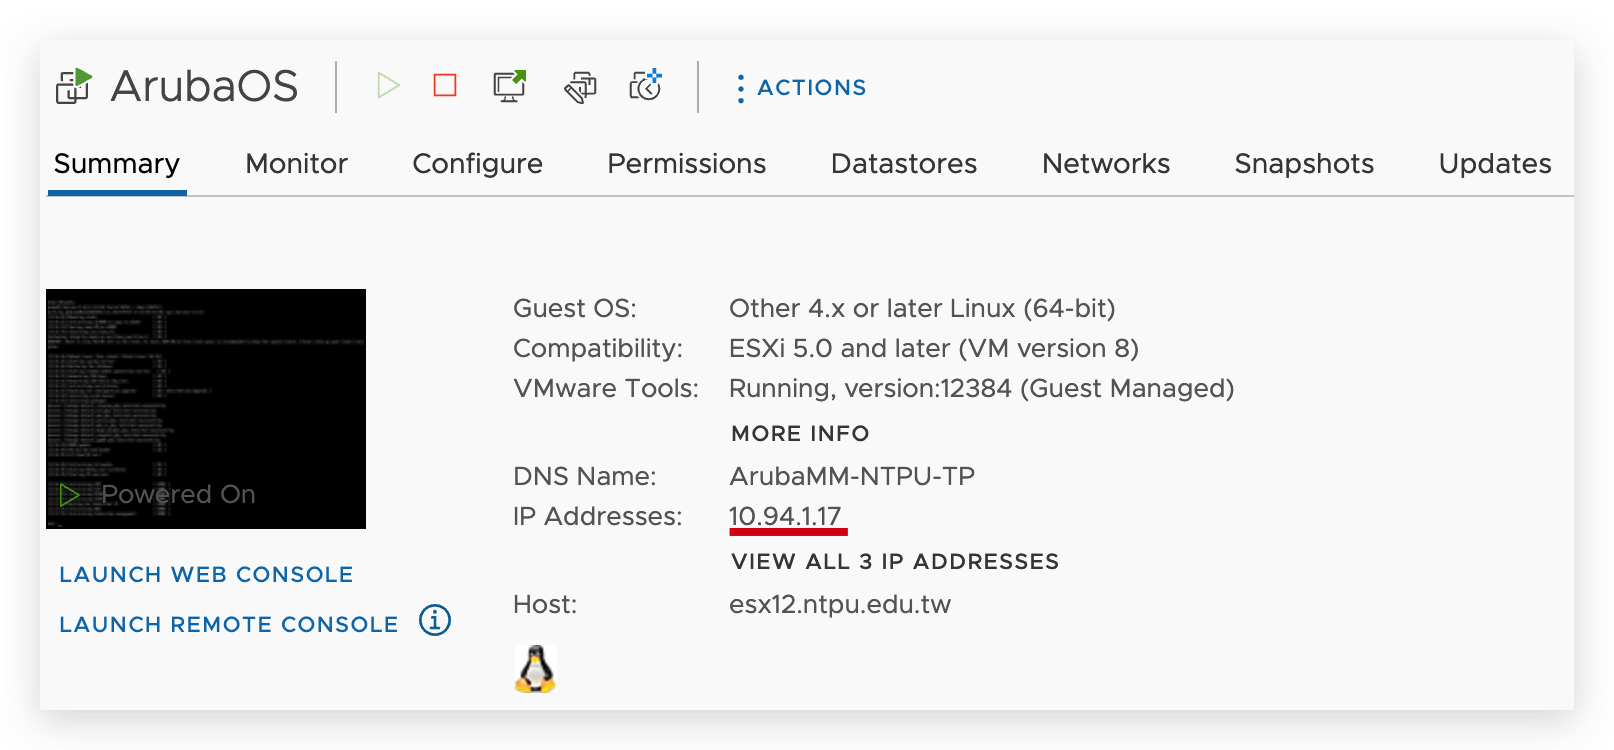 ArubaOS
ACTIONS
Summary Monitor Configure Permissions Datastores Networks Snapshots Updates
Powered On
LAUNCH WEB CONSOLE
LAUNCH REMOTE CONSOLE
Guest OS: Other 4.x or later Linux (64-bit)
Compatibility: ESXi 5.0 and later (VM version 8)
VMware Tools: Running, version:12384 (Guest Managed)
MORE INFO
DNS Name: ArubaMM-NTPU-TP
IP Addresses: 10.94.1.17
VIEW ALL 3 IP ADDRESSES
Host: esx12.ntpu.edu.tw